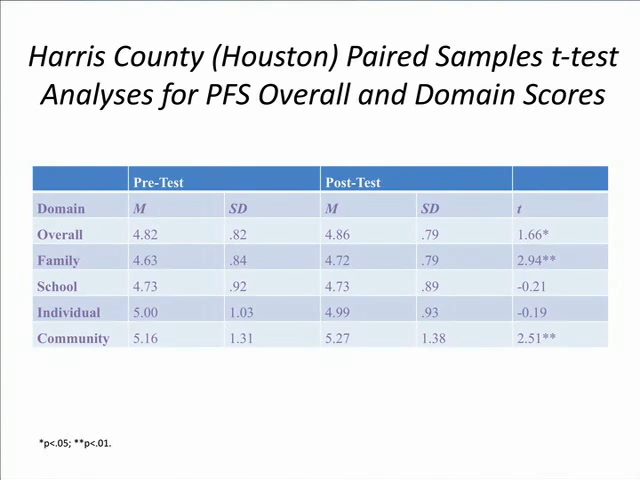 Harris County (Houston) Paired Samples t-test
Analyses for PFS Overall and Domain Scores
Pre-Test Post-Test
Domain M SD M SD t
Overall 4.82 .82 4.86 .79 1.66*
Family 4.63 .84 4.72 .79 2.94**
School 4.73 .92 4.73 .89 -0.21
Individual 5.00 1.03 4.99 .93 -0.19
Community 5.16 1.31 5.27 1.38 2.51**
*p<.05; **p<.01.